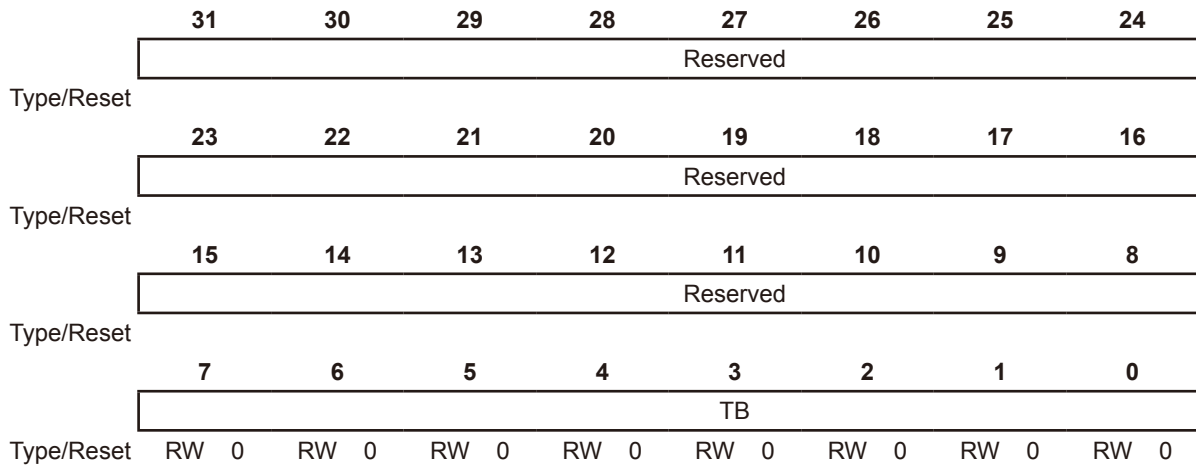 31 30 29 28 27 26 25 24
Reserved
Type/Reset
23 22 21 20 19 18 17 16
Reserved
Type/Reset
15 14 13 12 11 10 9 8
Reserved
Type/Reset
7 6 5 4 3 2 1 0
TB
Type/Reset RW 0 RW 0 RW 0 RW 0 RW 0 RW 0 RW 0 RW 0